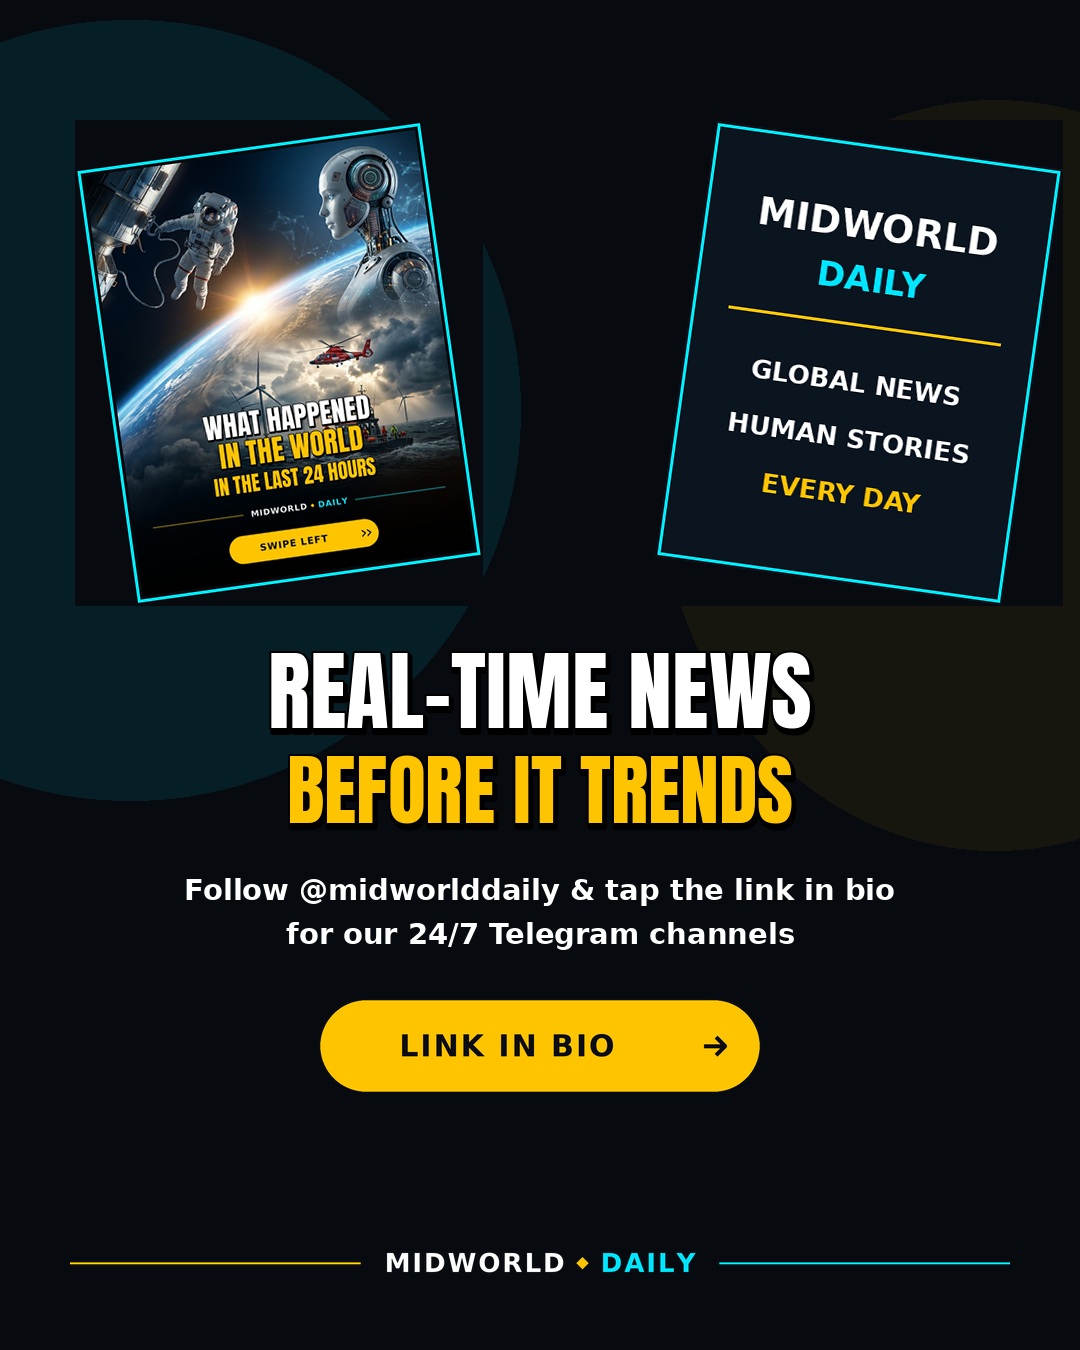 WHAT HAPPENED
IN THE WORLD
IN THE LAST 24 HOURS
MIDWORLD DAILY
SWIPE LEFT
MIDWORLD
DAILY
GLOBAL NEWS
HUMAN STORIES
EVERY DAY
REAL-TIME NEWS
BEFORE IT TRENDS
Follow @midworlddaily & tap the link in bio
for our 24/7 Telegram channels
LINK IN BIO →
MIDWORLD ◆ DAILY